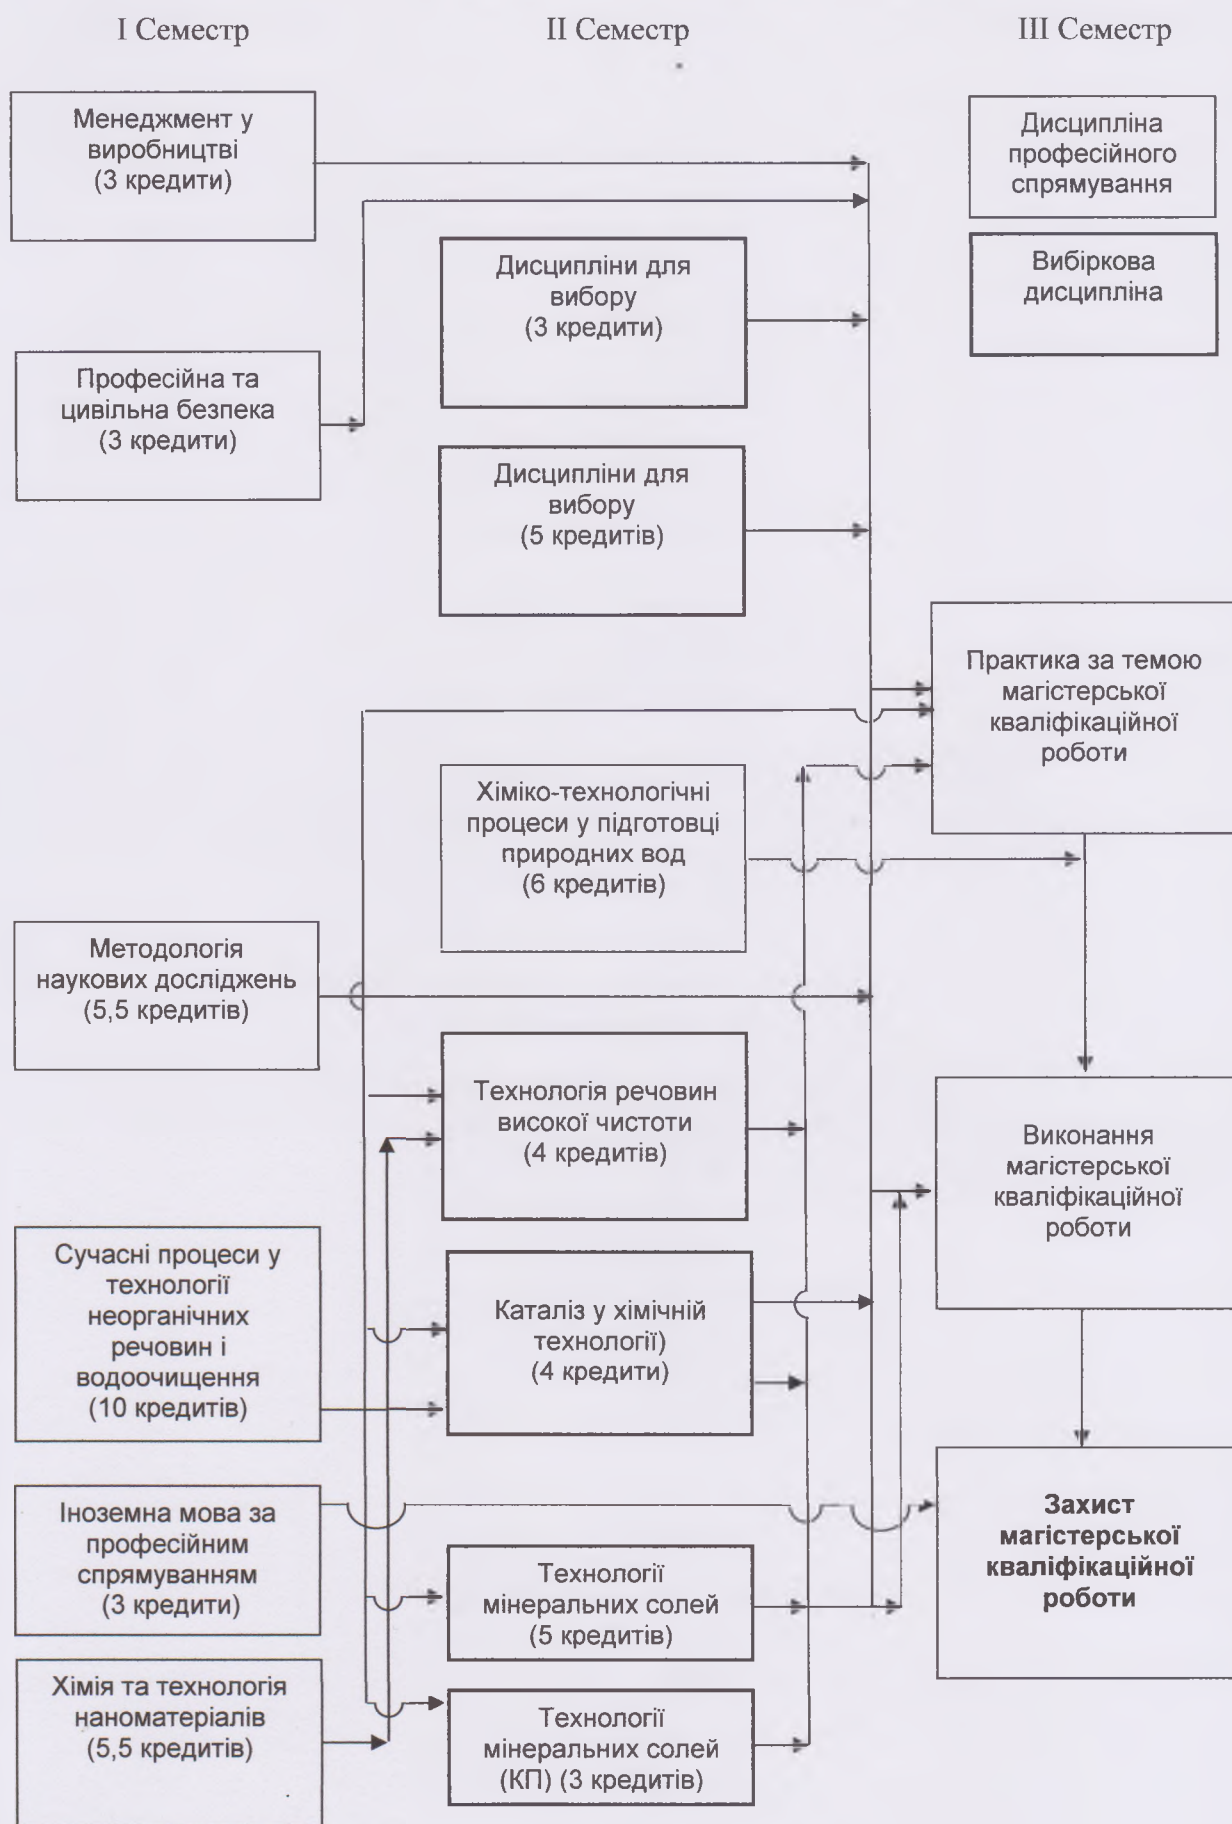 I Семестр
II Семестр
III Семестр
Менеджмент у
виробництві
(3 кредити)
Професійна та
цивільна безпека
(3 кредити)
Методологія
наукових досліджень
(5,5 кредитів)
Сучасні процеси у
технології
неорганічних
речовин і
водоочищення
(10 кредитів)
Іноземна мова за
професійним
спрямуванням
(3 кредити)
Хімія та технологія
наноматеріалів
(5,5 кредитів)
Дисципліни для
вибору
(3 кредити)
Дисципліни для
вибору
(5 кредитів)
Хіміко-технологічні
процеси у підготовці
природних вод
(6 кредитів)
Технологія речовин
високої чистоти
(4 кредитів)
Каталіз у хімічній
технології)
(4 кредити)
Технології
мінеральних солей
(5 кредитів)
Технології
мінеральних солей
(КП) (3 кредитів)
Дисципліна
професійного
спрямування
Вибіркова
дисципліна
Практика за темою
магістерської
кваліфікаційної
роботи
Виконання
магістерської
кваліфікаційної
роботи
Захист
магістерської
кваліфікаційної
роботи